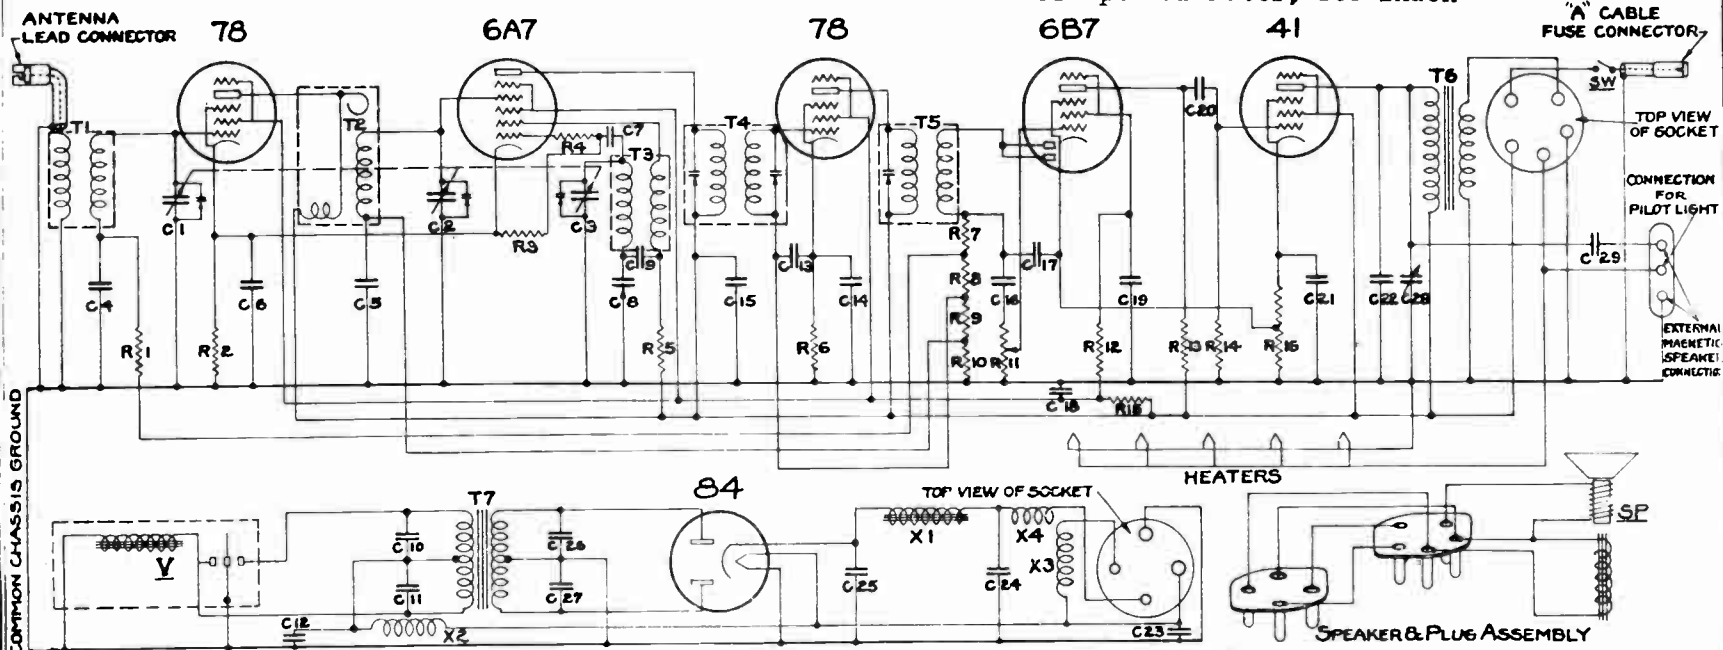 ANTENNA
LEAD CONNECTOR
78
6A7
78
6B7
41
"A" CABLE
FUSE CONNECTOR
SW
T1
T2
R4
C7
T3
T4
T5
C20
T6
TOP VIEW
OF SOCKET
CONNECTION
FOR
PILOT LIGHT
C1
C2
R3
C3
C9
C13
R7
C17
C29
C4
C6
C5
C8
C15
C14
R8
C16
C19
C21
C22
C28
R9
EXTERNAL
MAGNETIC
SPEAKER
CONNECTIO
R1
R2
R5
R6
R10
R11
R12
R13
R14
R15
C18
R16
COMMON CHASSIS GROUND
HEATERS
T7
84
TOP VIEW OF SOCKET
V
C10
C26
X1
X4
SP
C11
C27
C25
C24
X3
C12
X2
C23
SPEAKER & PLUG ASSEMBLY